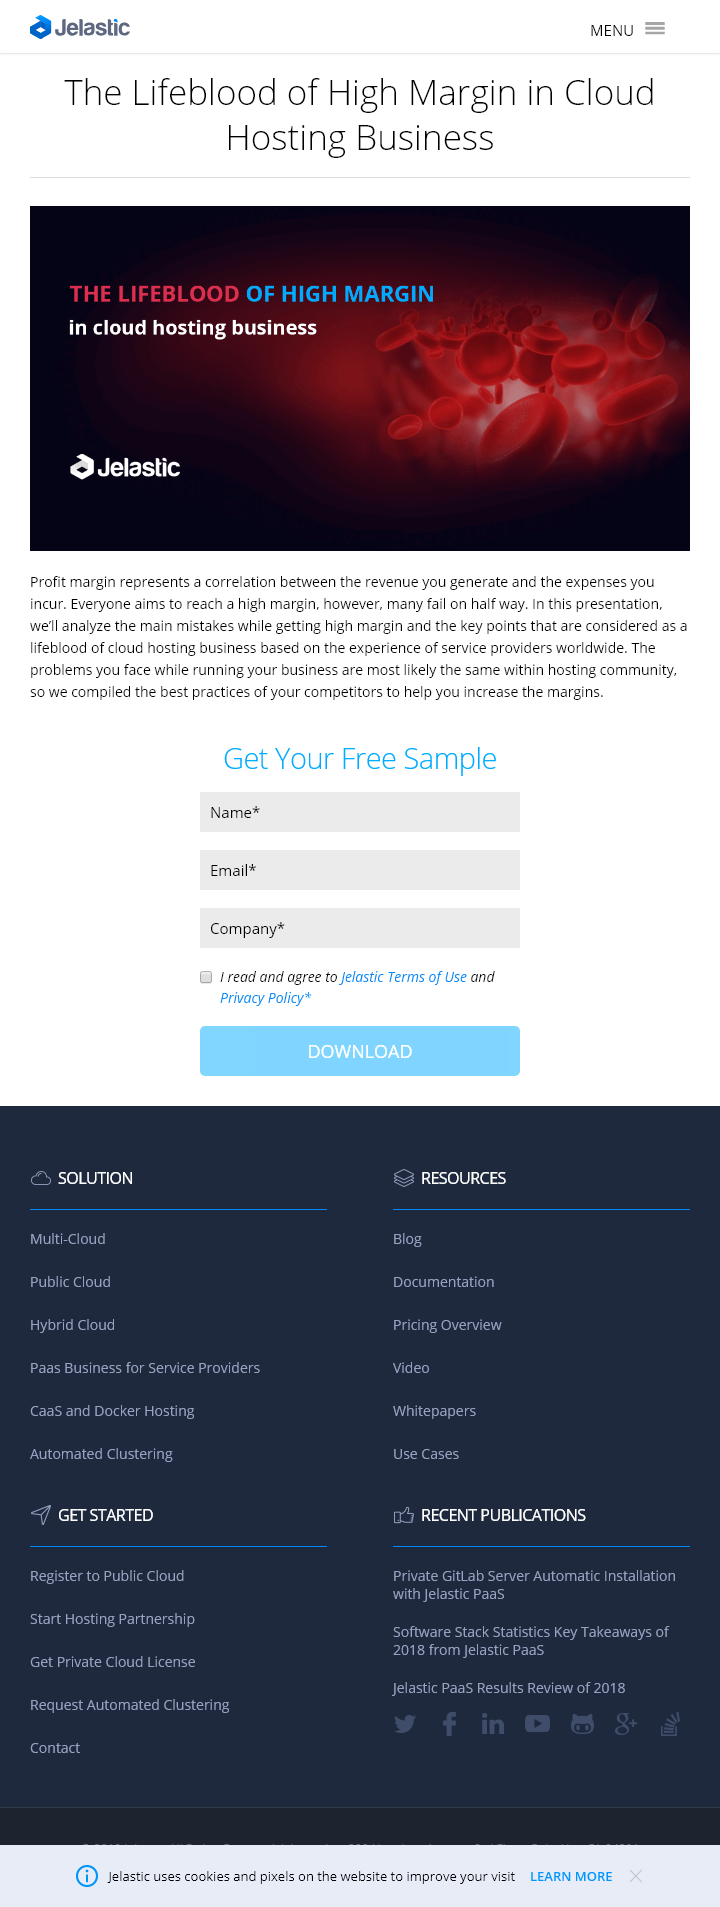 Jelastic
MENU
The Lifeblood of High Margin in Cloud
Hosting Business
THE LIFEBLOOD OF HIGH MARGIN
in cloud hosting business
Jelastic
Profit margin represents a correlation between the revenue you generate and the expenses you
incur. Everyone aims to reach a high margin, however, many fail on half way. In this presentation,
we’ll analyze the main mistakes while getting high margin and the key points that are considered as a
lifeblood of cloud hosting business based on the experience of service providers worldwide. The
problems you face while running your business are most likely the same within hosting community,
so we compiled the best practices of your competitors to help you increase the margins.
Get Your Free Sample
Name*
Email*
Company*
I read and agree to Jelastic Terms of Use and
Privacy Policy*
DOWNLOAD
SOLUTION
Multi-Cloud
Public Cloud
Hybrid Cloud
Paas Business for Service Providers
CaaS and Docker Hosting
Automated Clustering
RESOURCES
Blog
Documentation
Pricing Overview
Video
Whitepapers
Use Cases
GET STARTED
Register to Public Cloud
Start Hosting Partnership
Get Private Cloud License
Request Automated Clustering
Contact
RECENT PUBLICATIONS
Private GitLab Server Automatic Installation
with Jelastic PaaS
Software Stack Statistics Key Takeaways of
2018 from Jelastic PaaS
Jelastic PaaS Results Review of 2018
Jelastic uses cookies and pixels on the website to improve your visit LEARN MORE